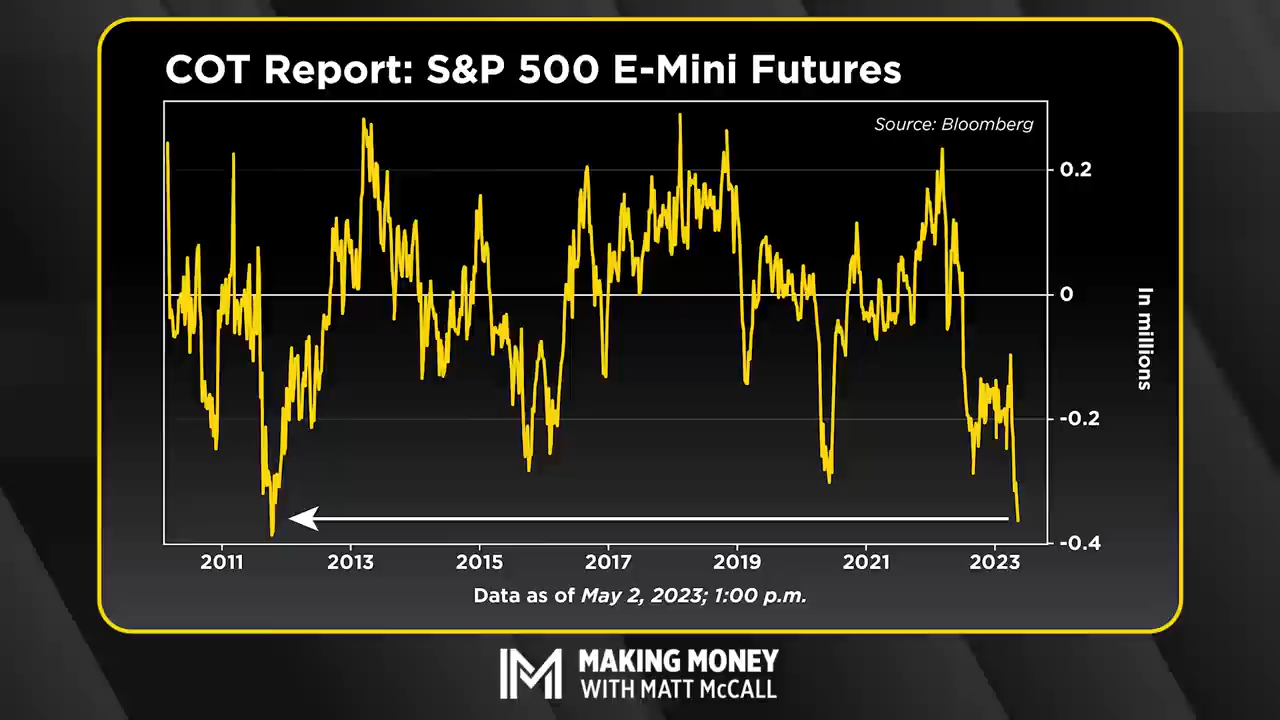 COT Report: S&P 500 E-Mini Futures
Source: Bloomberg
0.2
0
-0.2
-0.4
In millions
2011 2013 2015 2017 2019 2021 2023
Data as of May 2, 2023; 1:00 p.m.
IM MAKING MONEY
WITH MATT McCALL